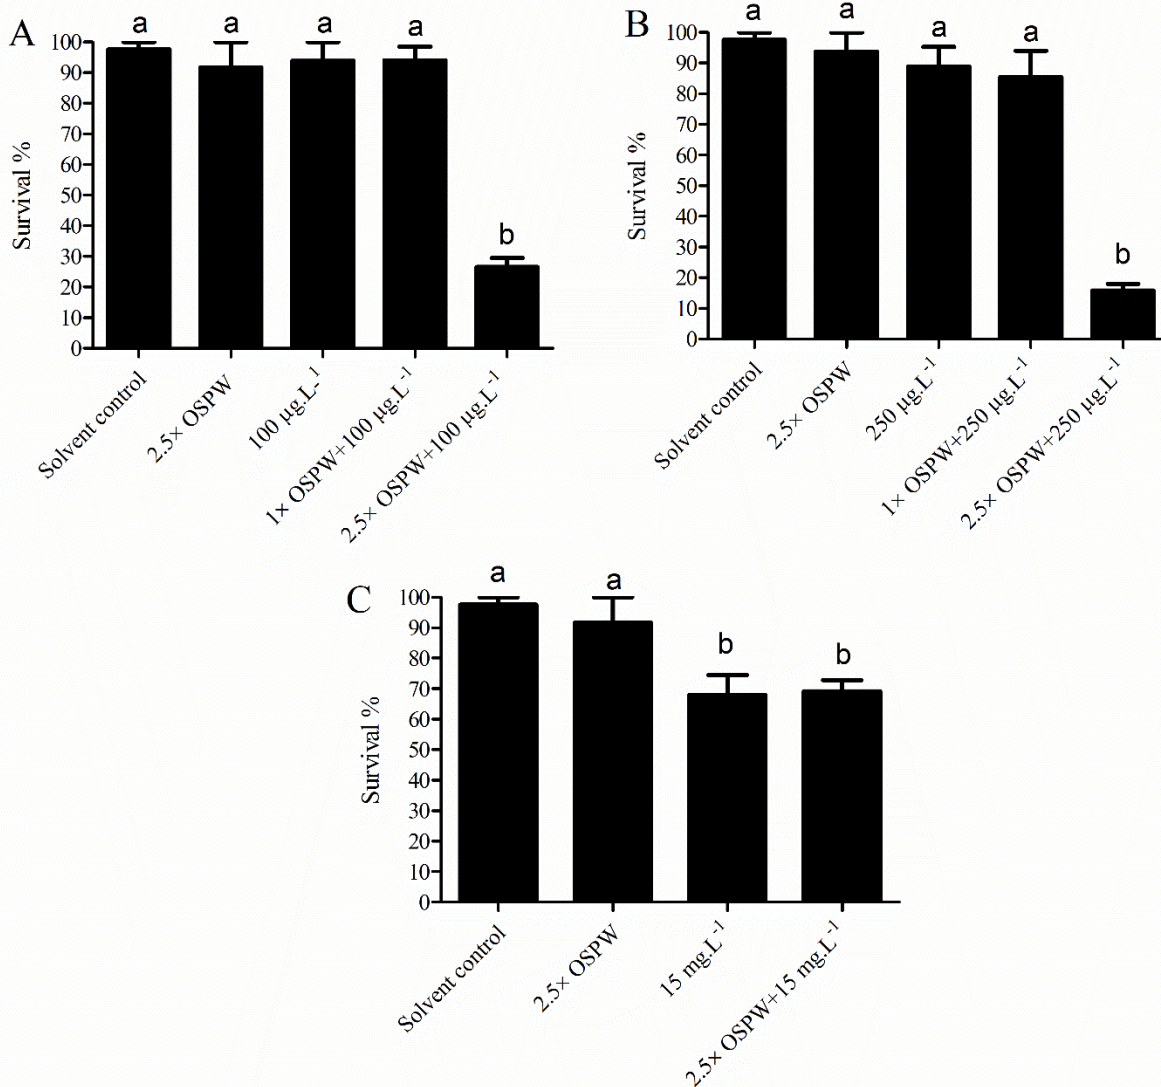 A
a a a a b
Survival %
100
90
80
70
60
50
40
30
20
10
0
Solvent control
2.5× OSPW
100 µg.L-¹
1× OSPW+100 µg.L-¹
2.5× OSPW+100 µg.L-¹
B
a a a a b
Survival %
100
90
80
70
60
50
40
30
20
10
0
Solvent control
2.5× OSPW
250 µg.L-¹
1× OSPW+250 µg.L-¹
2.5× OSPW+250 µg.L-¹
C
a a b b
Survival %
100
90
80
70
60
50
40
30
20
10
0
Solvent control
2.5× OSPW
15 mg.L-¹
2.5× OSPW+15 mg.L-¹